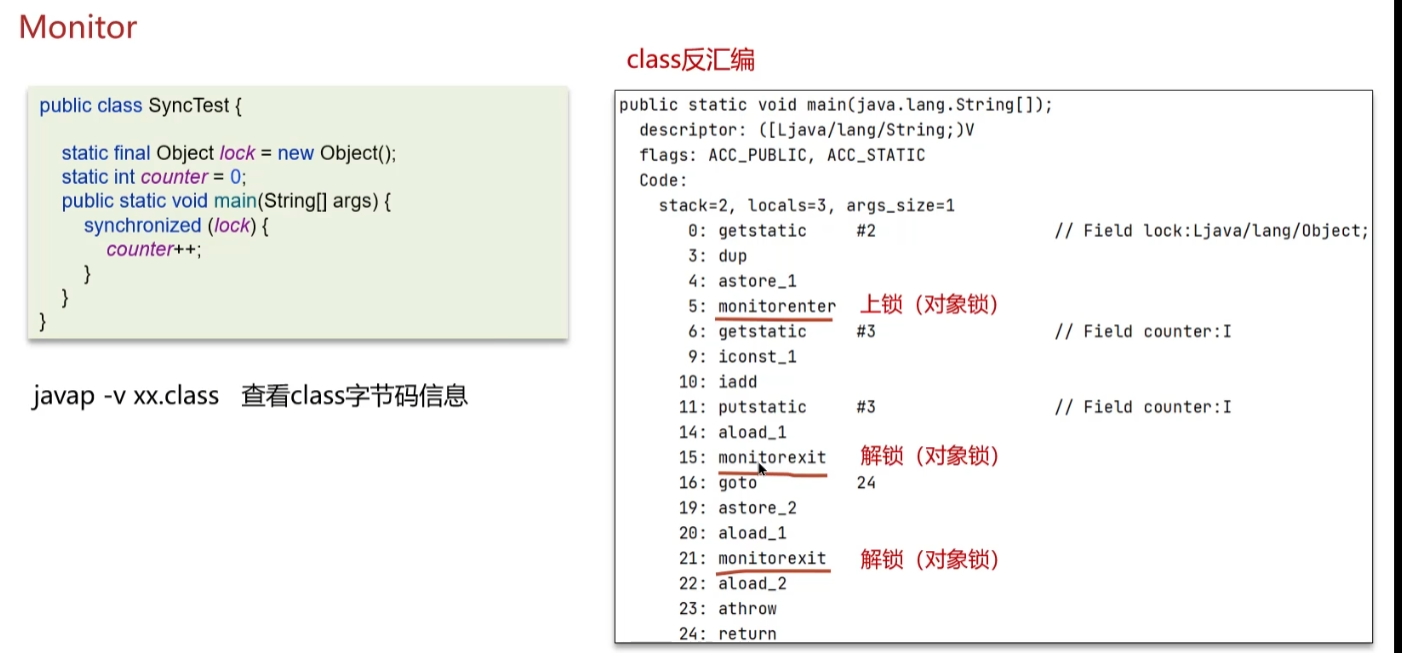 Monitor
public class SyncTest {
static final Object lock = new Object();
static int counter = 0;
public static void main(String[] args) {
synchronized (lock) {
counter++;
}
}
}
javap -v xx.class 查看class字节码信息
class反汇编
public static void main(java.lang.String[]);
descriptor: ([Ljava/lang/String;)V
flags: ACC_PUBLIC, ACC_STATIC
Code:
stack=2, locals=3, args_size=1
0: getstatic #2 // Field lock:Ljava/lang/Object;
3: dup
4: astore_1
5: monitorenter 上锁（对象锁）
6: getstatic #3 // Field counter:I
9: iconst_1
10: iadd
11: putstatic #3 // Field counter:I
14: aload_1
15: monitorexit 解锁（对象锁）
16: goto 24
19: astore_2
20: aload_1
21: monitorexit 解锁（对象锁）
22: aload_2
23: athrow
24: return